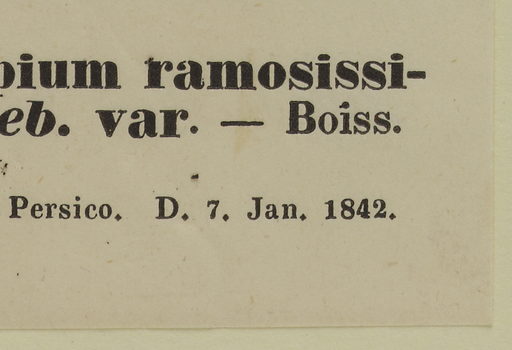 pium ramosissi-
eb. var. — Boiss.
Persico. D. 7. Jan. 1842.